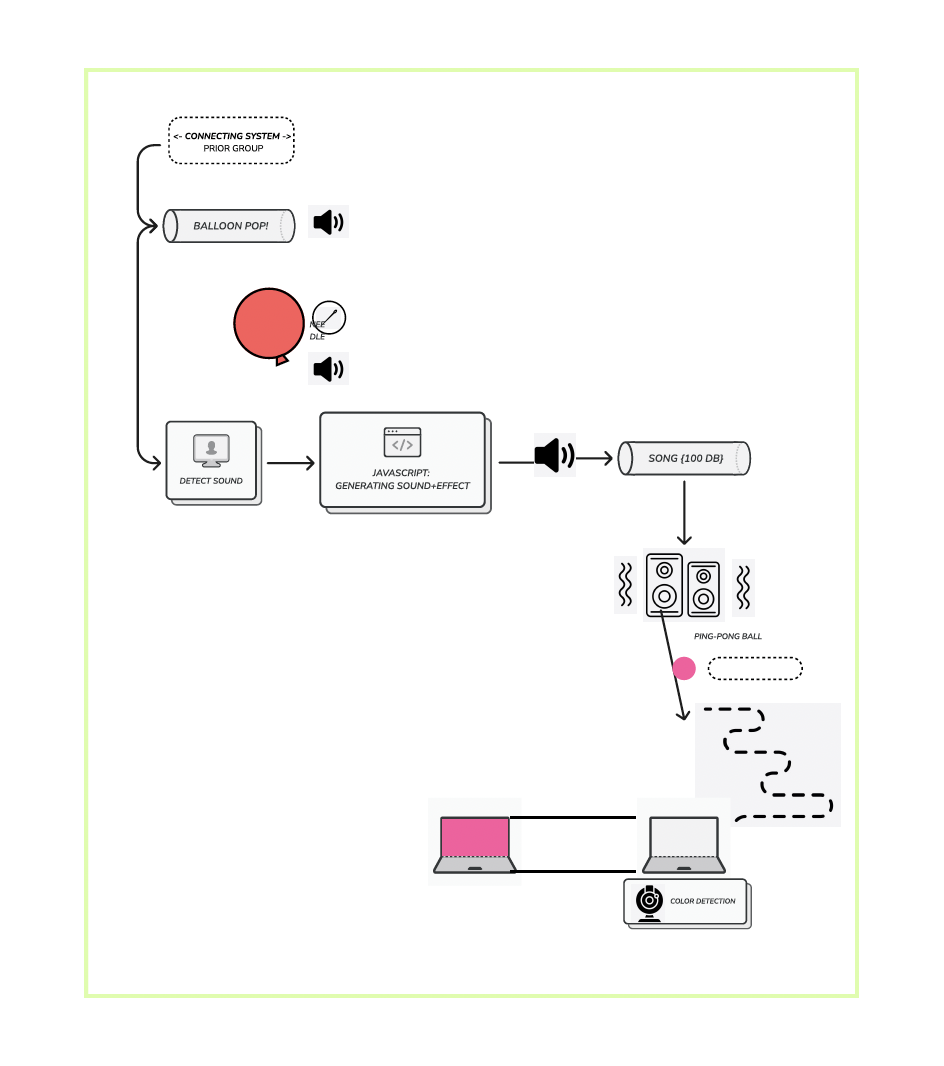 <- CONNECTING SYSTEM ->
PRIOR GROUP
BALLOON POP!
NEE
DLE
DETECT SOUND
</>
JAVASCRIPT:
GENERATING SOUND+EFFECT
SONG {100 DB}
PING-PONG BALL
COLOR DETECTION